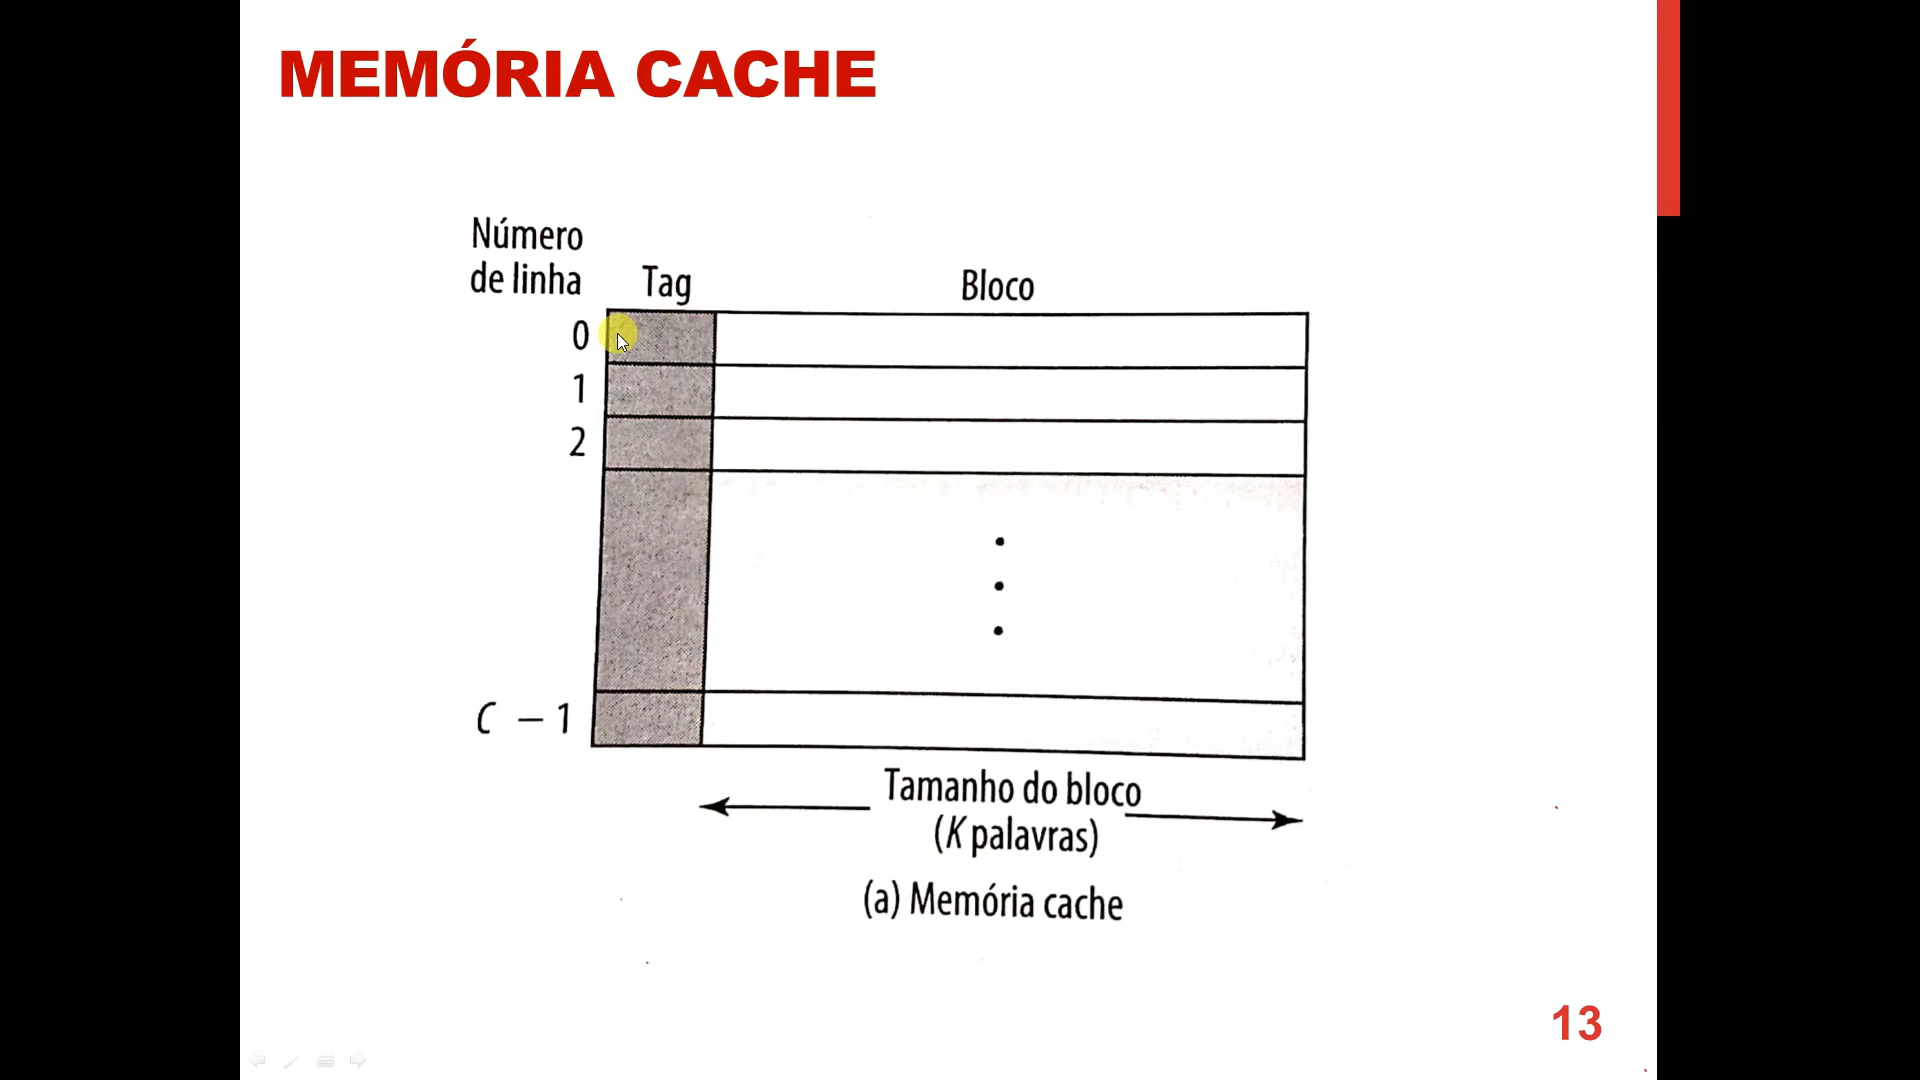 MEMÓRIA CACHE
Número
de linha
Tag
Bloco
0
1
2
C – 1
Tamanho do bloco
(K palavras)
(a) Memória cache
13